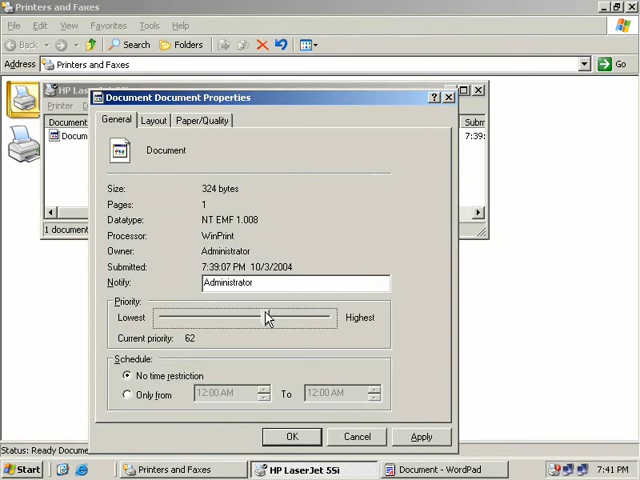 Printers and Faxes
File Edit View Favorites Tools Help
Back Search Folders
Address Printers and Faxes Go
HP LaserJet 5Si
Printer
Document Subm
Docum 7:39:
1 document
Document Document Properties
General Layout Paper/Quality
Document
Size: 324 bytes
Pages: 1
Datatype: NT EMF 1.008
Processor: WinPrint
Owner: Administrator
Submitted: 7:39:07 PM 10/3/2004
Notify: Administrator
Priority:
Lowest Highest
Current priority: 62
Schedule:
No time restriction
Only from 12:00 AM To 12:00 AM
OK Cancel Apply
Status: Ready Docume
Start Printers and Faxes HP LaserJet 5Si Document - WordPad 7:41 PM